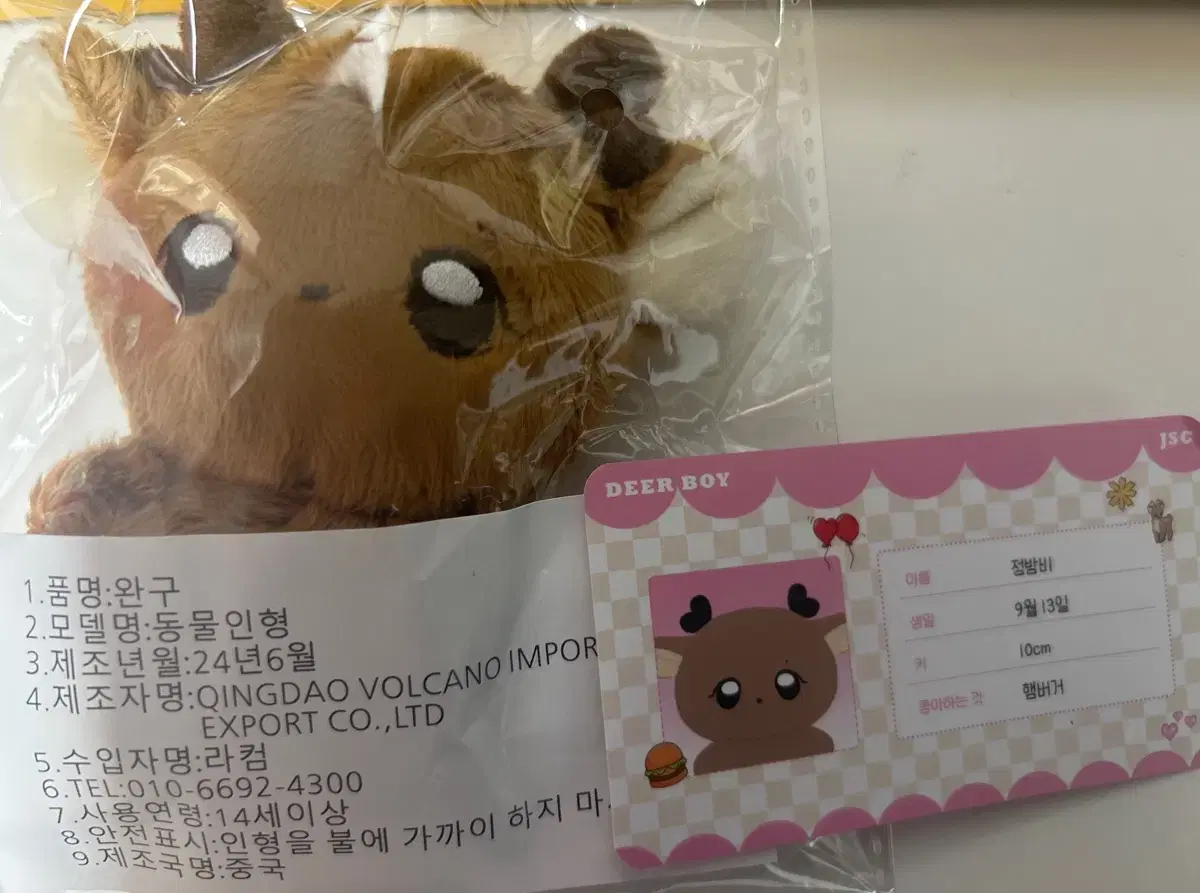 1.품명:완구
2.모델명:동물인형
3.제조년월:24년6월
4.제조자명:QINGDAO VOLCANO IMPOR
EXPORT CO.,LTD
5.수입자명:라컴
6.TEL:010-6692-4300
7.사용연령:14세이상
8.안전표시:인형을 불에 가까이 하지 마
9.제조국명:중국
DEER BOY
JSC
이름 정밤비
생일 9월 13일
키 10cm
좋아하는 것 햄버거